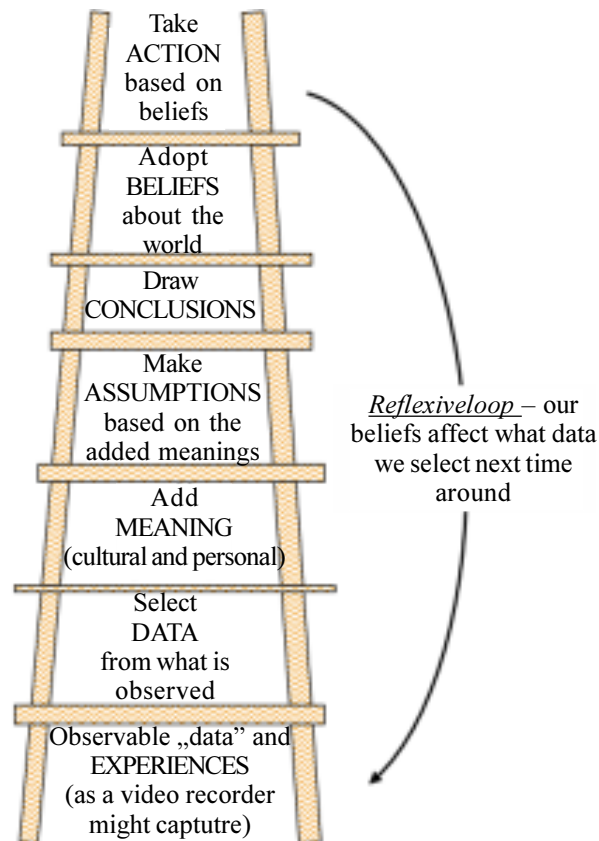 Take
ACTION
based on
beliefs
Adopt
BELIEFS
about the
world
Draw
CONCLUSIONS
Make
ASSUMPTIONS
based on the
added meanings
Add
MEANING
(cultural and personal)
Select
DATA
from what is
observed
Observable „data” and
EXPERIENCES
(as a video recorder
might captutre)
Reflexiveloop – our
beliefs affect what data
we select next time
around